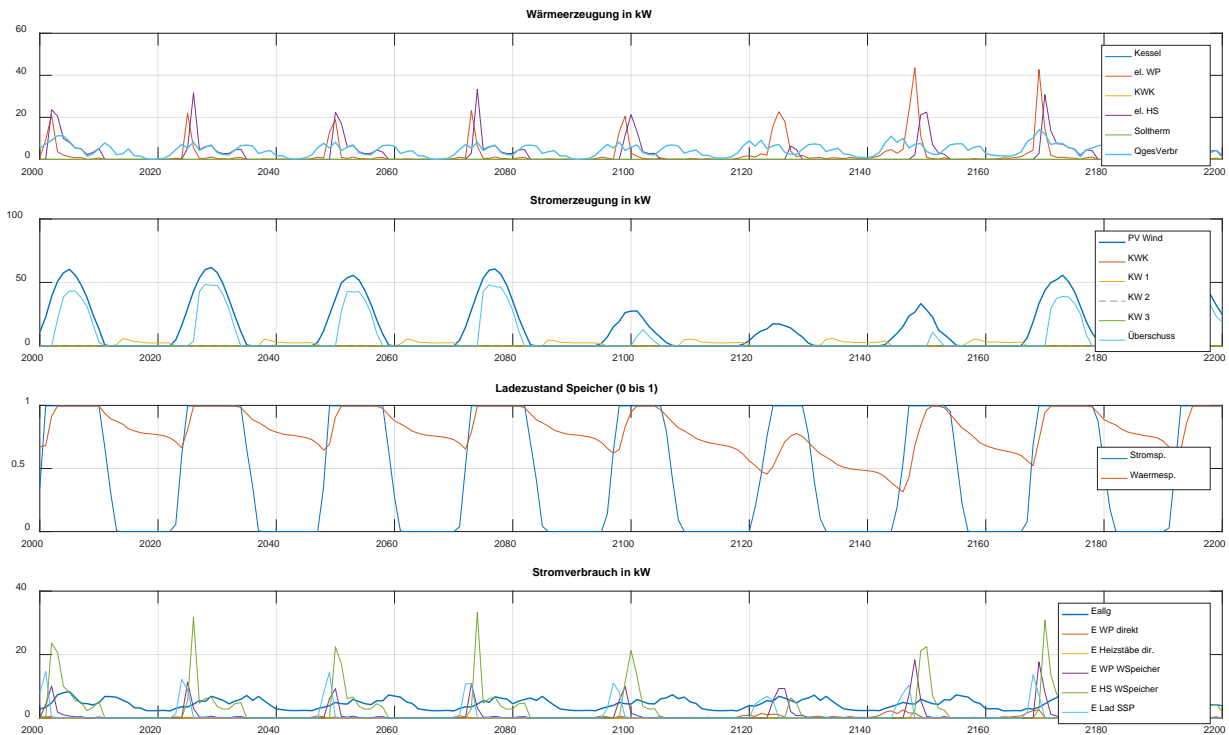 Wärmeerzeugung in kW
60
40
20
0
2000 2020 2040 2060 2080 2100 2120 2140 2160 2180 2200
Kessel
el. WP
KWK
el. HS
Soltherm
QgesVerbr
Stromerzeugung in kW
100
50
0
2000 2020 2040 2060 2080 2100 2120 2140 2160 2180 2200
PV Wind
KWK
KW 1
KW 2
KW 3
Überschuss
Ladezustand Speicher (0 bis 1)
1
0.5
0
2000 2020 2040 2060 2080 2100 2120 2140 2160 2180 2200
Stromsp.
Waermesp.
Stromverbrauch in kW
40
20
0
2000 2020 2040 2060 2080 2100 2120 2140 2160 2180 2200
Eallg
E WP direkt
E Heizstäbe dir.
E WP WSpeicher
E HS WSpeicher
E Lad SSP